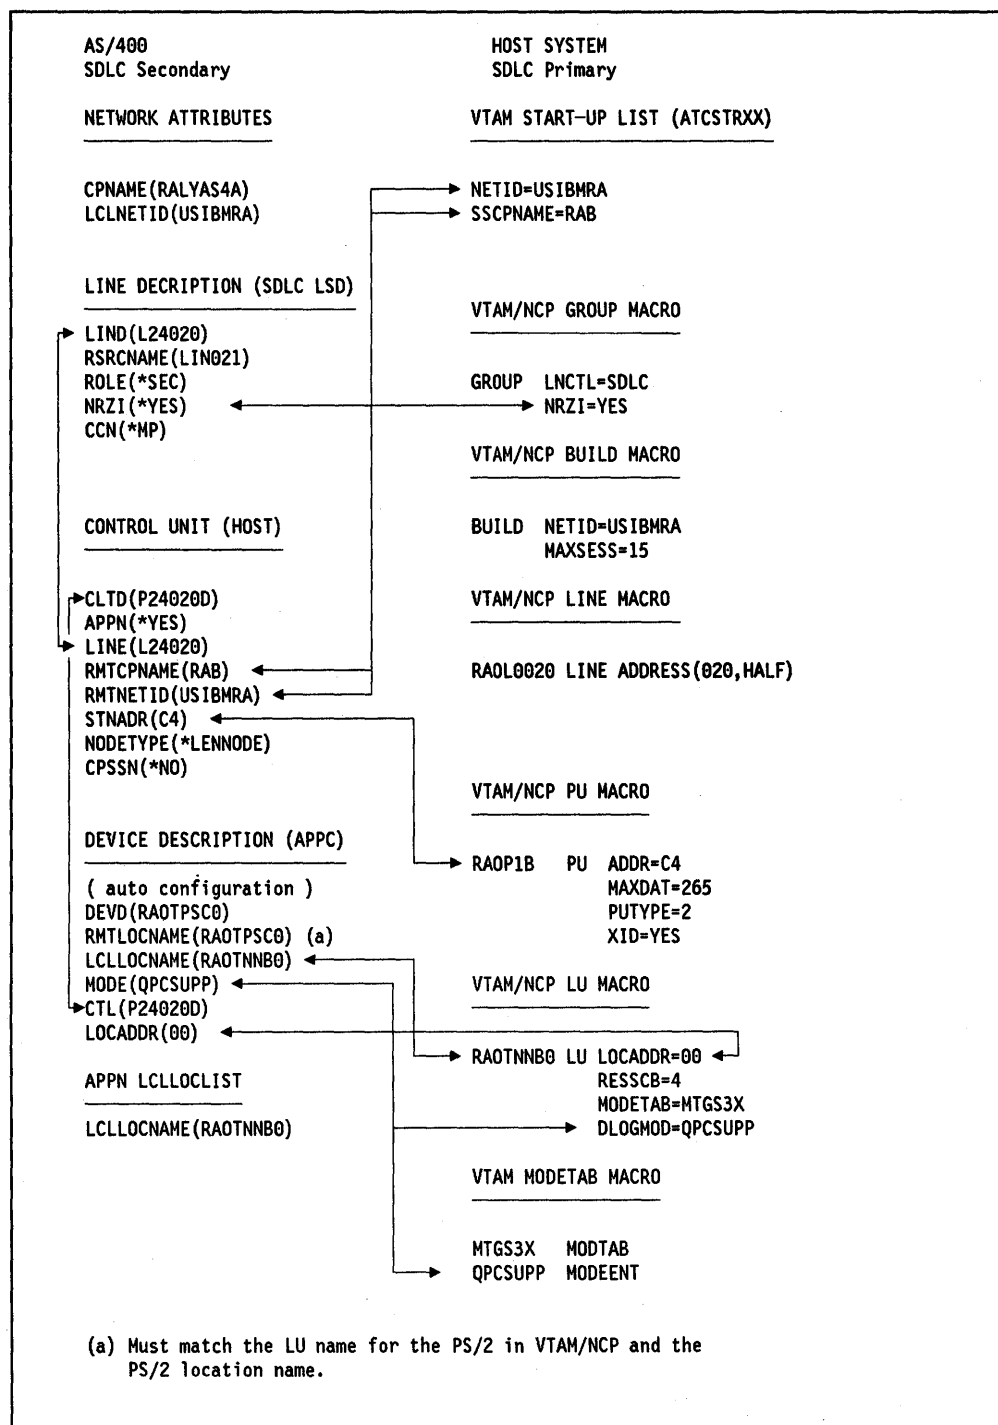 AS/400
SDLC Secondary
HOST SYSTEM
SDLC Primary
NETWORK ATTRIBUTES
VTAM START-UP LIST (ATCSTRXX)
CPNAME(RALYAS4A)
LCLNETID(USIBMRA)
NETID=USIBMRA
SSCPNAME=RAB
LINE DECRIPTION (SDLC LSD)
VTAM/NCP GROUP MACRO
LIND(L24020)
RSRCNAME(LIN021)
ROLE(*SEC)
NRZI(*YES)
CCN(*MP)
GROUP LNCTL=SDLC
NRZI=YES
VTAM/NCP BUILD MACRO
CONTROL UNIT (HOST)
BUILD NETID=USIBMRA
MAXSESS=15
CLTD(P24020D)
APPN(*YES)
LINE(L24020)
RMTCPNAME(RAB)
RMTNETID(USIBMRA)
STNADR(C4)
NODETYPE(*LENNODE)
CPSSN(*NO)
VTAM/NCP LINE MACRO
RAOL0020 LINE ADDRESS(020,HALF)
VTAM/NCP PU MACRO
DEVICE DESCRIPTION (APPC)
RAOP1B PU ADDR=C4
MAXDAT=265
PUTYPE=2
XID=YES
( auto configuration )
DEVD(RAOTPSC0)
RMTLOCNAME(RAOTPSC0) (a)
LCLLOCNAME(RAOTNNB0)
MODE(QPCSUPP)
CTL(P24020D)
LOCADDR(00)
VTAM/NCP LU MACRO
RAOTNNB0 LU LOCADDR=00
RESSCB=4
MODETAB=MTGS3X
DLOGMOD=QPCSUPP
APPN LCLLOCLIST
LCLLOCNAME(RAOTNNB0)
VTAM MODETAB MACRO
MTGS3X MODTAB
QPCSUPP MODEENT
(a) Must match the LU name for the PS/2 in VTAM/NCP and the
PS/2 location name.